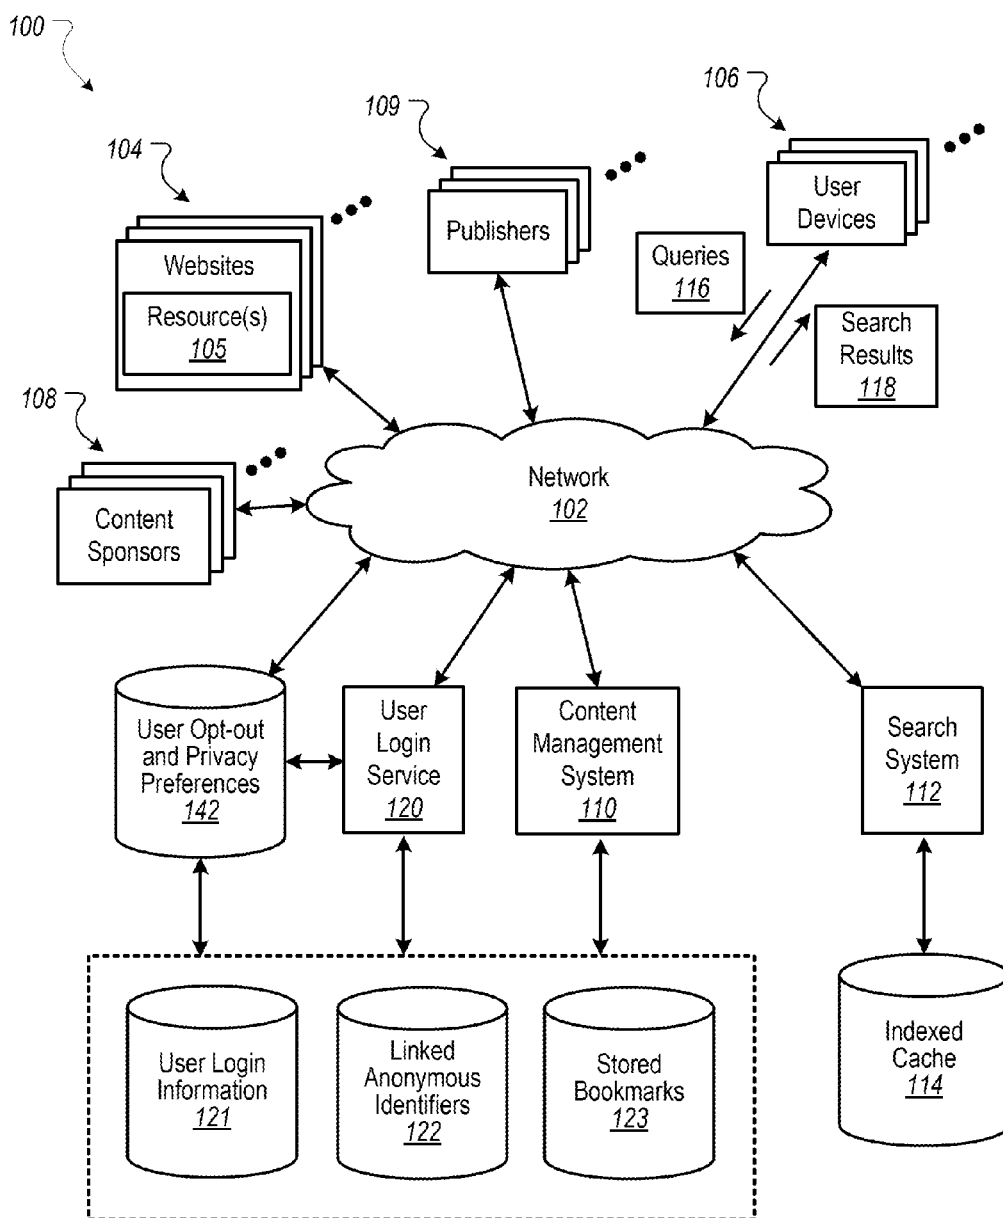 100
109
106
104
User
Devices
Publishers
Queries
116
Websites
Resource(s)
105
Search
Results
118
108
Network
102
Content
Sponsors
User Opt-out
and Privacy
Preferences
142
User
Login
Service
120
Content
Management
System
110
Search
System
112
User Login
Information
121
Linked
Anonymous
Identifiers
122
Stored
Bookmarks
123
Indexed
Cache
114